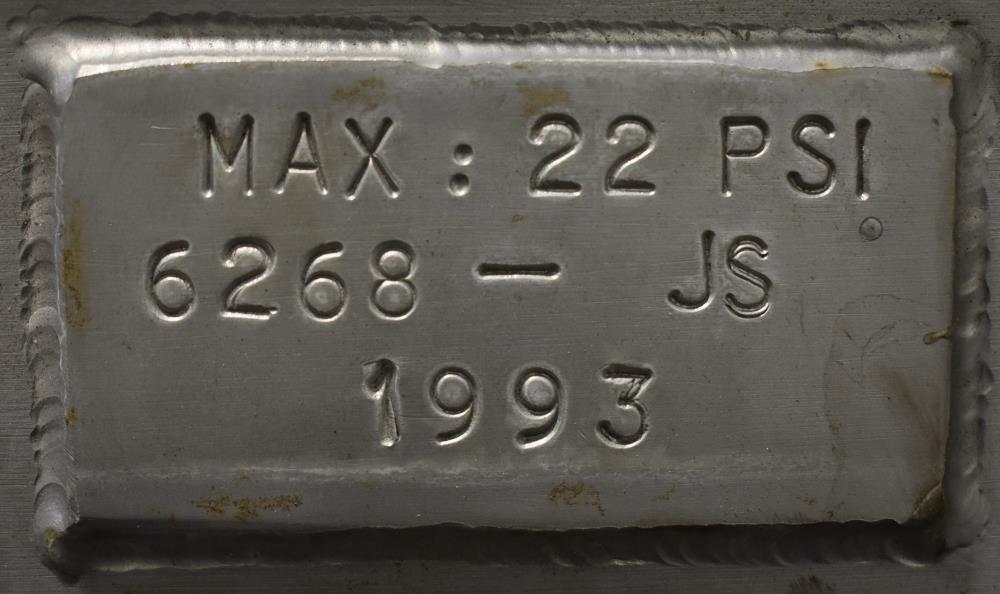 MAX: 22 PSI
6268 — JS
1993